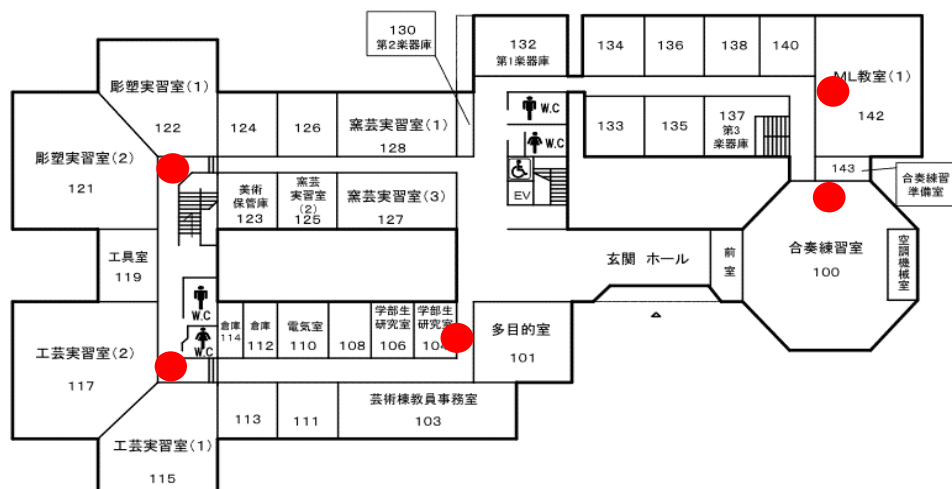 130
第2楽器庫
132
第1楽器庫
134
136
138
140
ML教室(1)
142
彫塑実習室(1)
122
124
126
窯芸実習室(1)
128
W.C
W.C
EV
133
135
137
第3
楽器庫
143
合奏練習
準備室
彫塑実習室(2)
121
美術
保管庫
123
窯芸
実習室
(2)
125
窯芸実習室(3)
127
工具室
119
玄関 ホール
前
室
合奏練習室
100
空調機械室
W.C
W.C
倉庫
114
倉庫
112
電気室
110
108
学部生
研究室
106
学部生
研究室
104
多目的室
101
工芸実習室(2)
117
113
111
芸術棟教員事務室
103
工芸実習室(1)
115